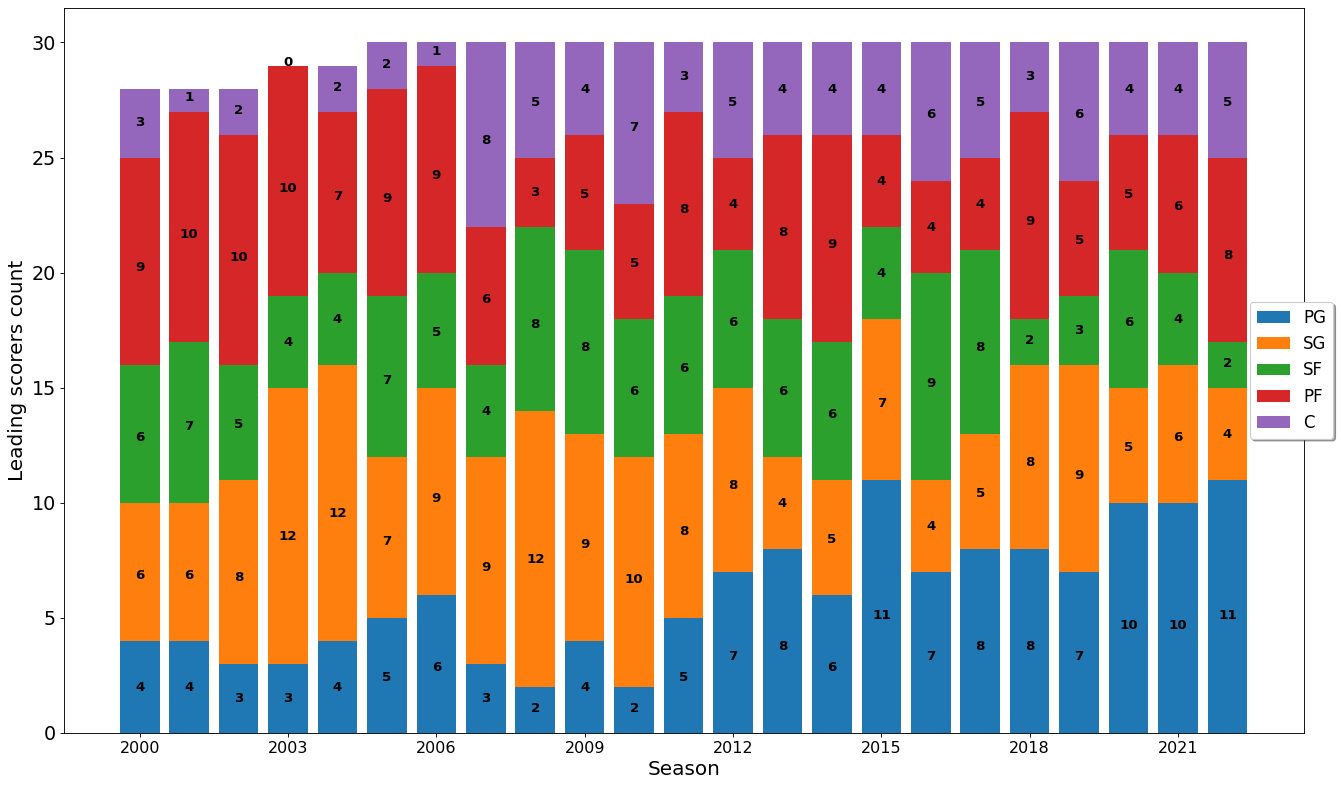 Leading scorers count
30
25
20
15
10
5
0
3 1 2 0 2 2 1 8 5 4 7 3 5 4 4 4 6 5 3 6 4 4 5
9 10 10 10 7 9 9 6 3 5 5 8 4 8 9 4 4 4 9 5 5 6 8
6 7 5 4 4 7 5 4 8 8 6 6 6 6 6 4 9 8 2 3 6 4 2
6 6 8 12 12 7 9 9 12 9 10 8 8 4 5 7 4 5 8 9 5 6 4
4 4 3 3 4 5 6 3 2 4 2 5 7 8 6 11 7 8 8 7 10 10 11
PG
SG
SF
PF
C
2000 2003 2006 2009 2012 2015 2018 2021
Season